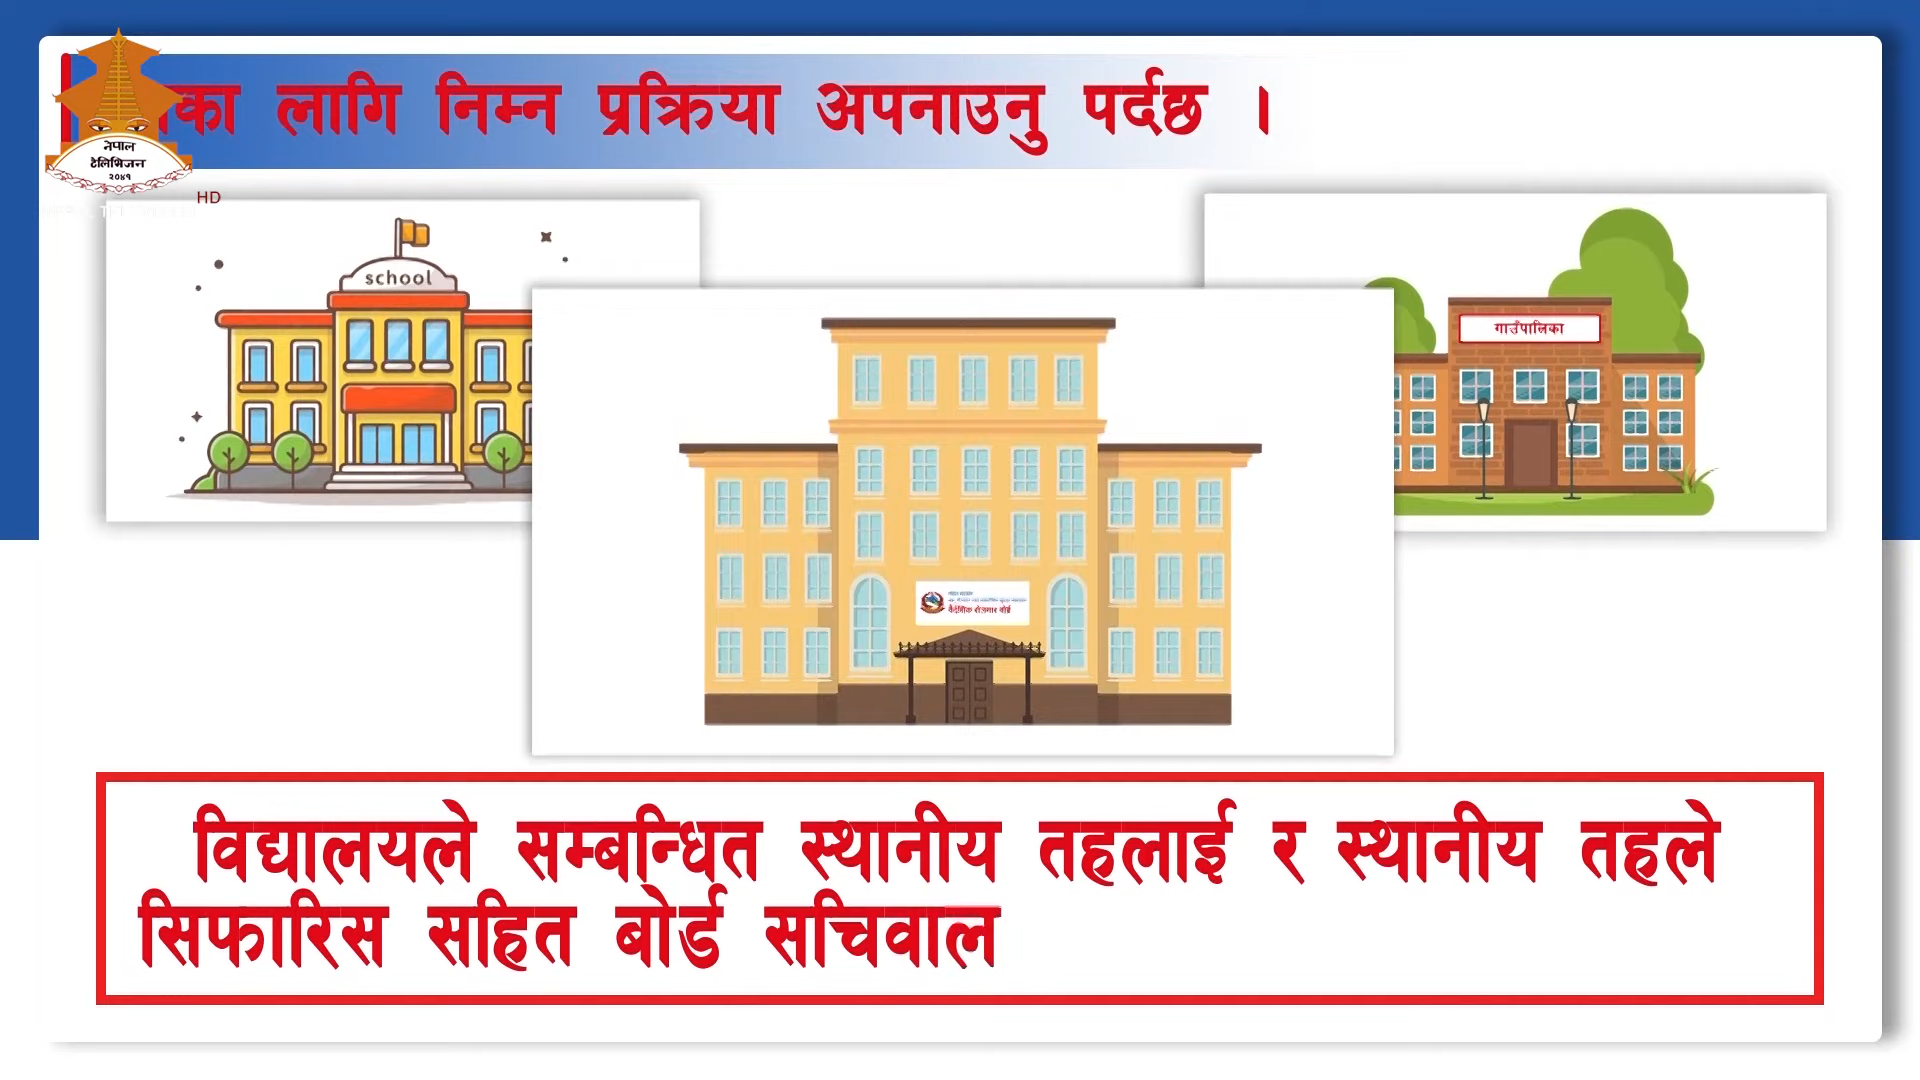 का लागि निम्न प्रक्रिया अपनाउनु पर्दछ ।
नेपाल
टेलिभिजन
२०४१
HD
school
गाउँपालिका
वैदेशिक रोजगार बोर्ड
विद्यालयले सम्बन्धित स्थानीय तहलाई र स्थानीय तहले
सिफारिस सहित बोर्ड सचिवाल